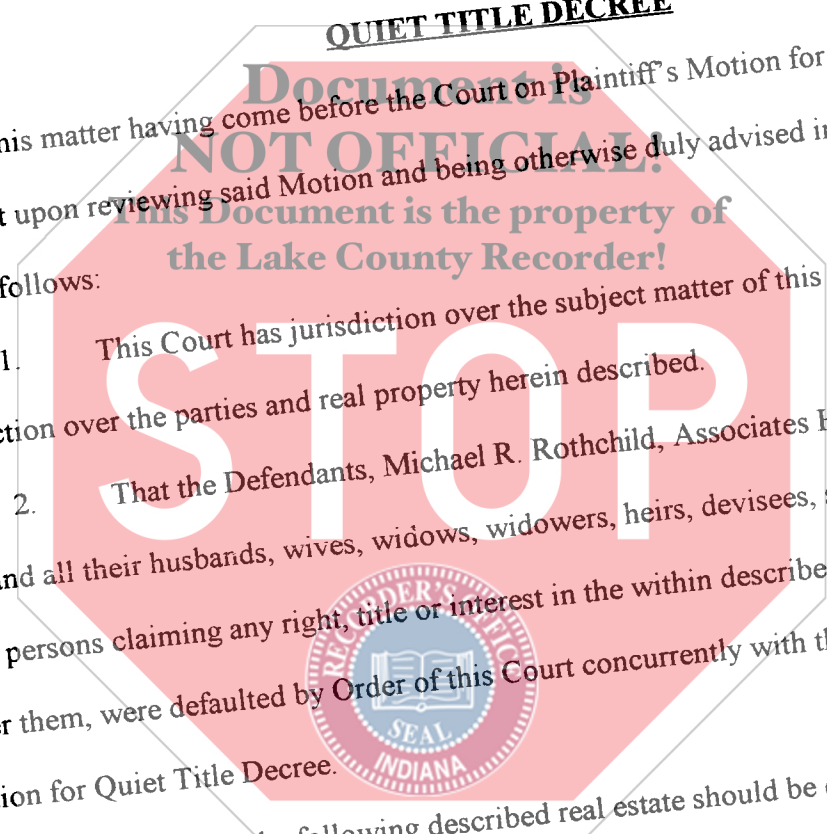 QUIET TITLE DECREE
Document is
NOT OFFICIAL!
This Document is the property of
the Lake County Recorder!
STOP
his matter having come before the Court on Plaintiff's Motion for
t upon reviewing said Motion and being otherwise duly advised in
follows:
1. This Court has jurisdiction over the subject matter of this
ction over the parties and real property herein described.
2. That the Defendants, Michael R. Rothchild, Associates
and all their husbands, wives, widows, widowers, heirs, devisees,
persons claiming any right, title or interest in the within describe
er them, were defaulted by Order of this Court concurrently with th
ion for Quiet Title Decree.
following described real estate should be
RECORDER'S OFFICE
SEAL
INDIANA